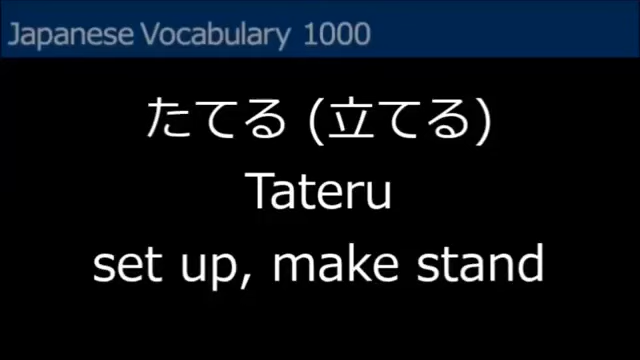 Japanese Vocabulary 1000
たてる (立てる)
Tateru
set up, make stand